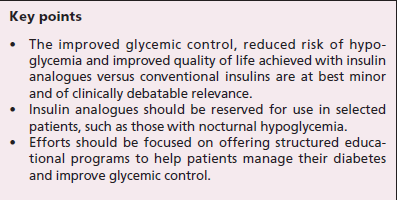 Key points
• The improved glycemic control, reduced risk of hypo-
glycemia and improved quality of life achieved with insulin
analogues versus conventional insulins are at best minor
and of clinically debatable relevance.
• Insulin analogues should be reserved for use in selected
patients, such as those with nocturnal hypoglycemia.
• Efforts should be focused on offering structured educa-
tional programs to help patients manage their diabetes
and improve glycemic control.